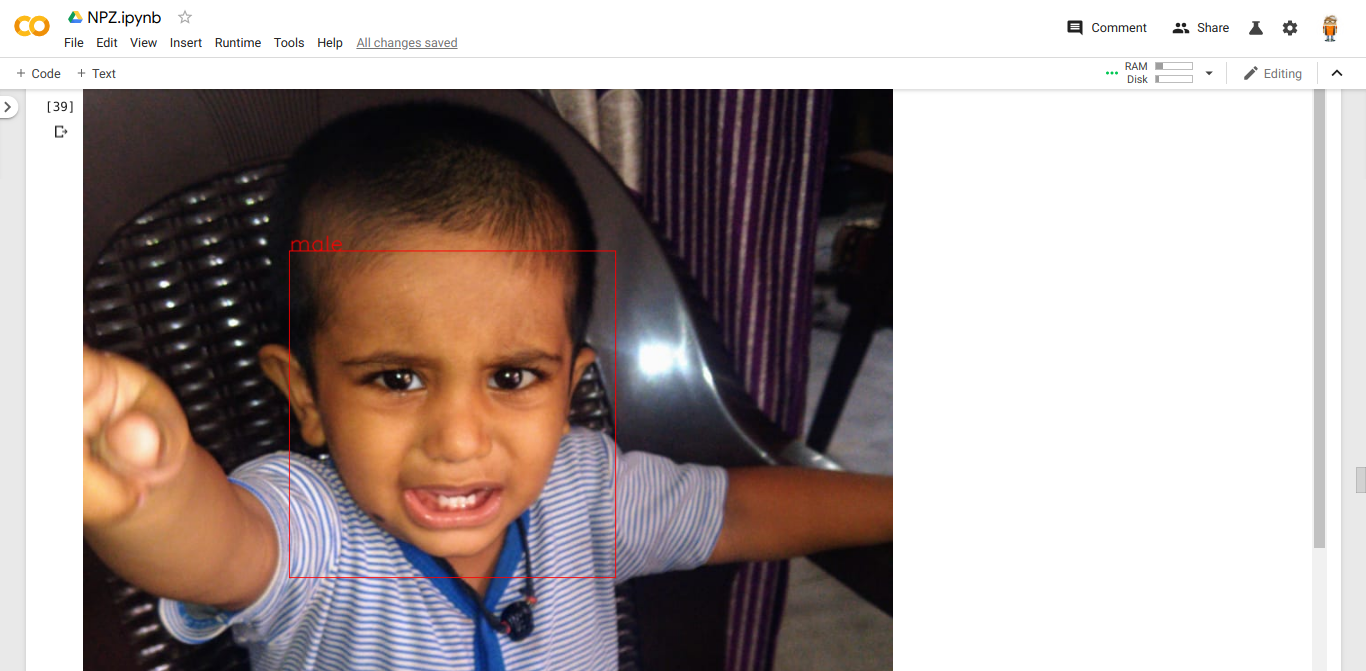 NPZ.ipynb
File Edit View Insert Runtime Tools Help All changes saved
Comment Share
+ Code + Text
RAM
Disk
Editing
[39]
male